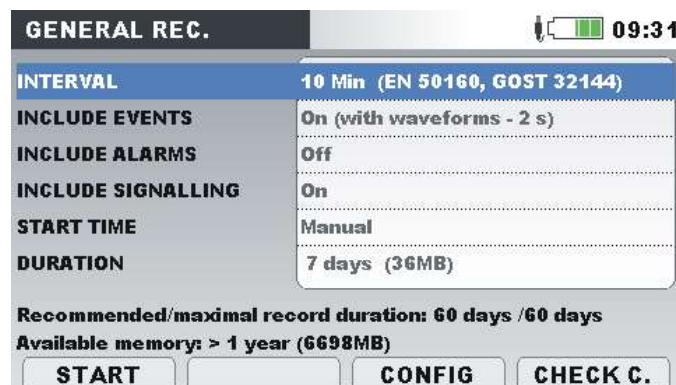 GENERAL REC. 09:31
INTERVAL 10 Min (EN 50160, GOST 32144)
INCLUDE EVENTS On (with waveforms - 2 s)
INCLUDE ALARMS Off
INCLUDE SIGNALLING On
START TIME Manual
DURATION 7 days (36MB)
Recommended/maximal record duration: 60 days /60 days
Available memory: > 1 year (6698MB)
START CONFIG CHECK C.